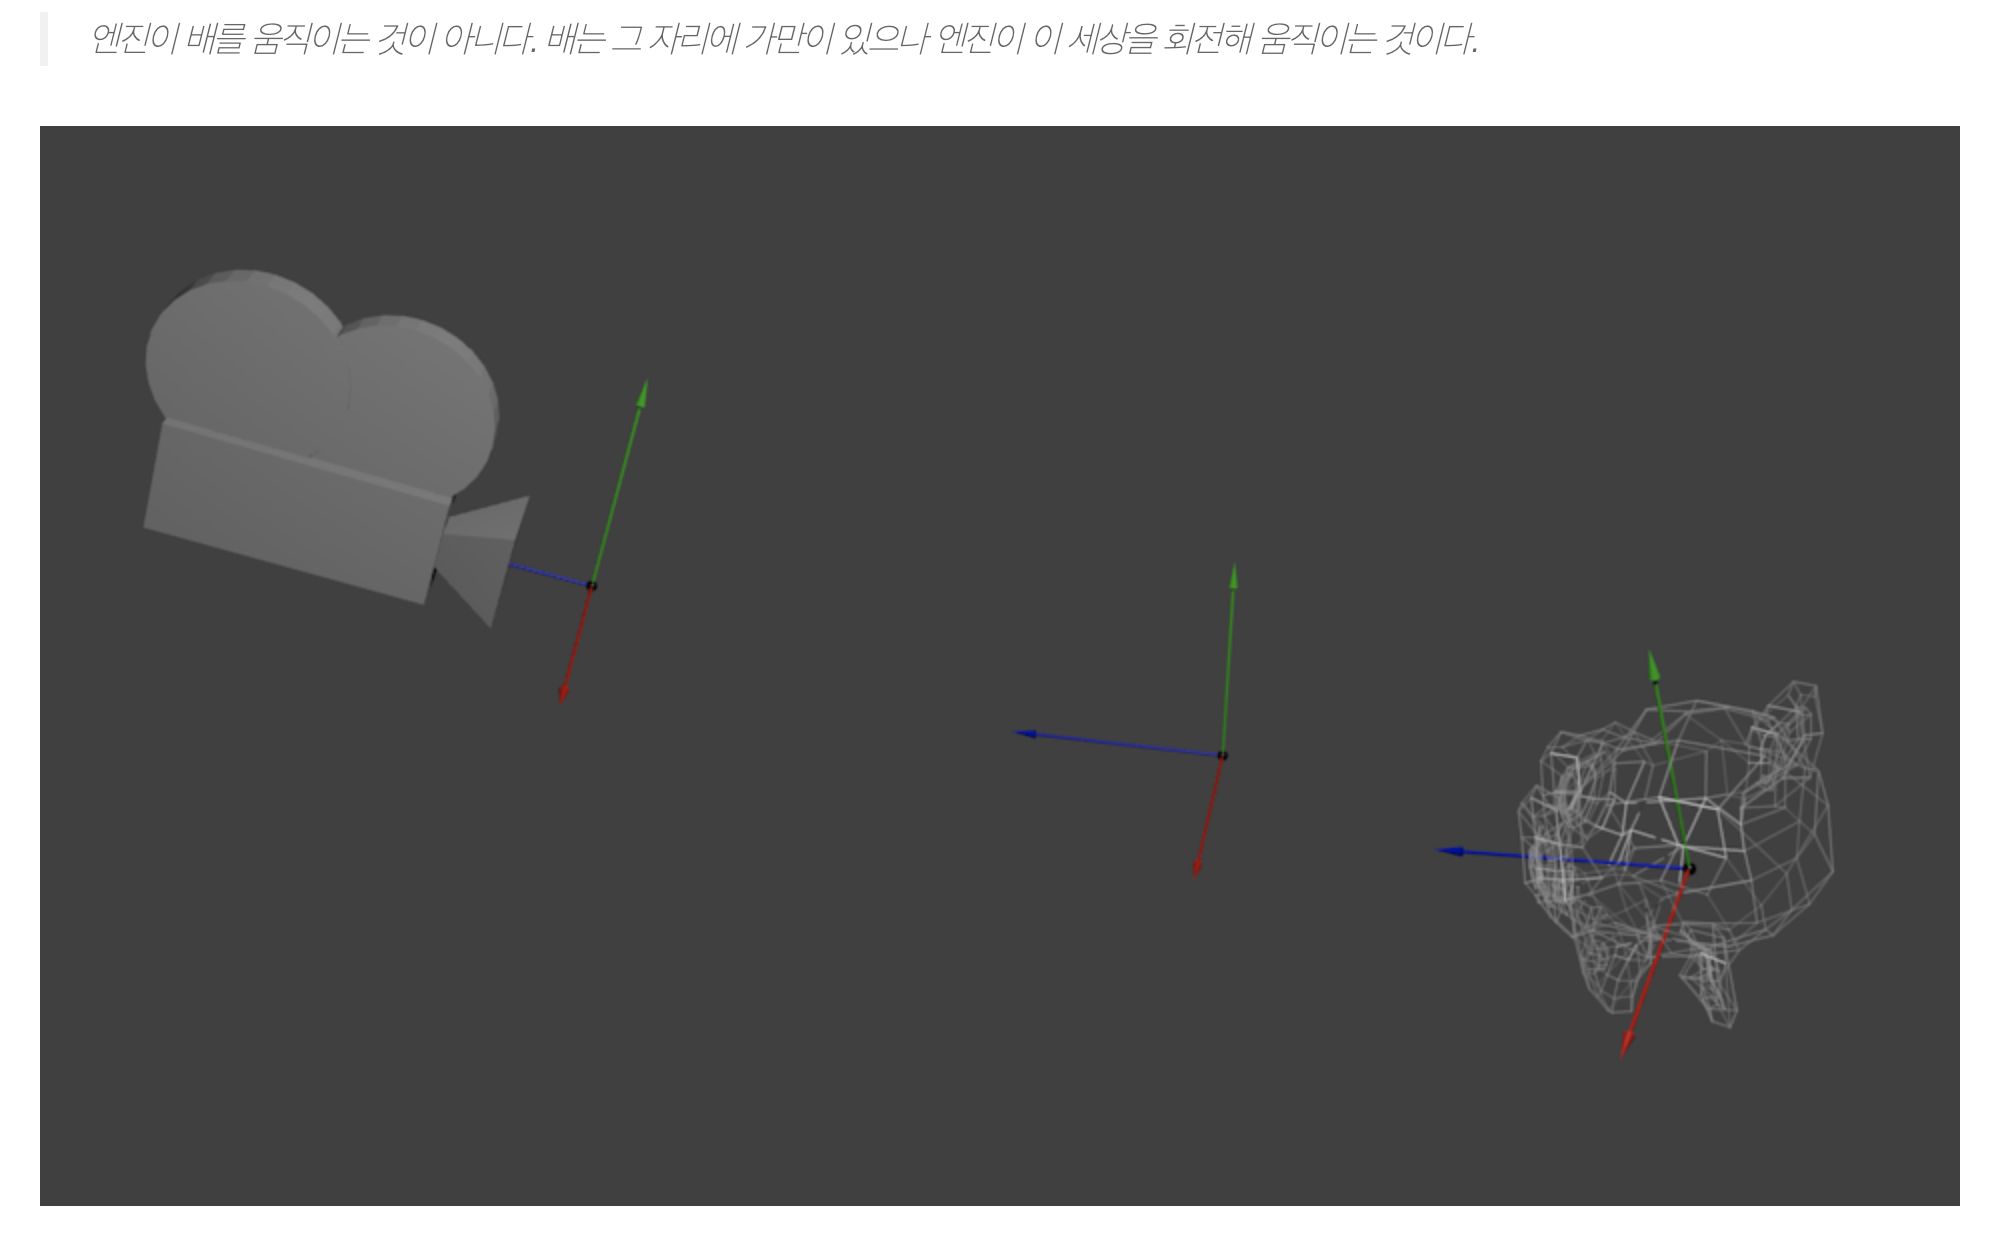 엔진이 배를 움직이는 것이 아니다. 배는 그 자리에 가만이 있으나 엔진이 이 세상을 회전해 움직이는 것이다.